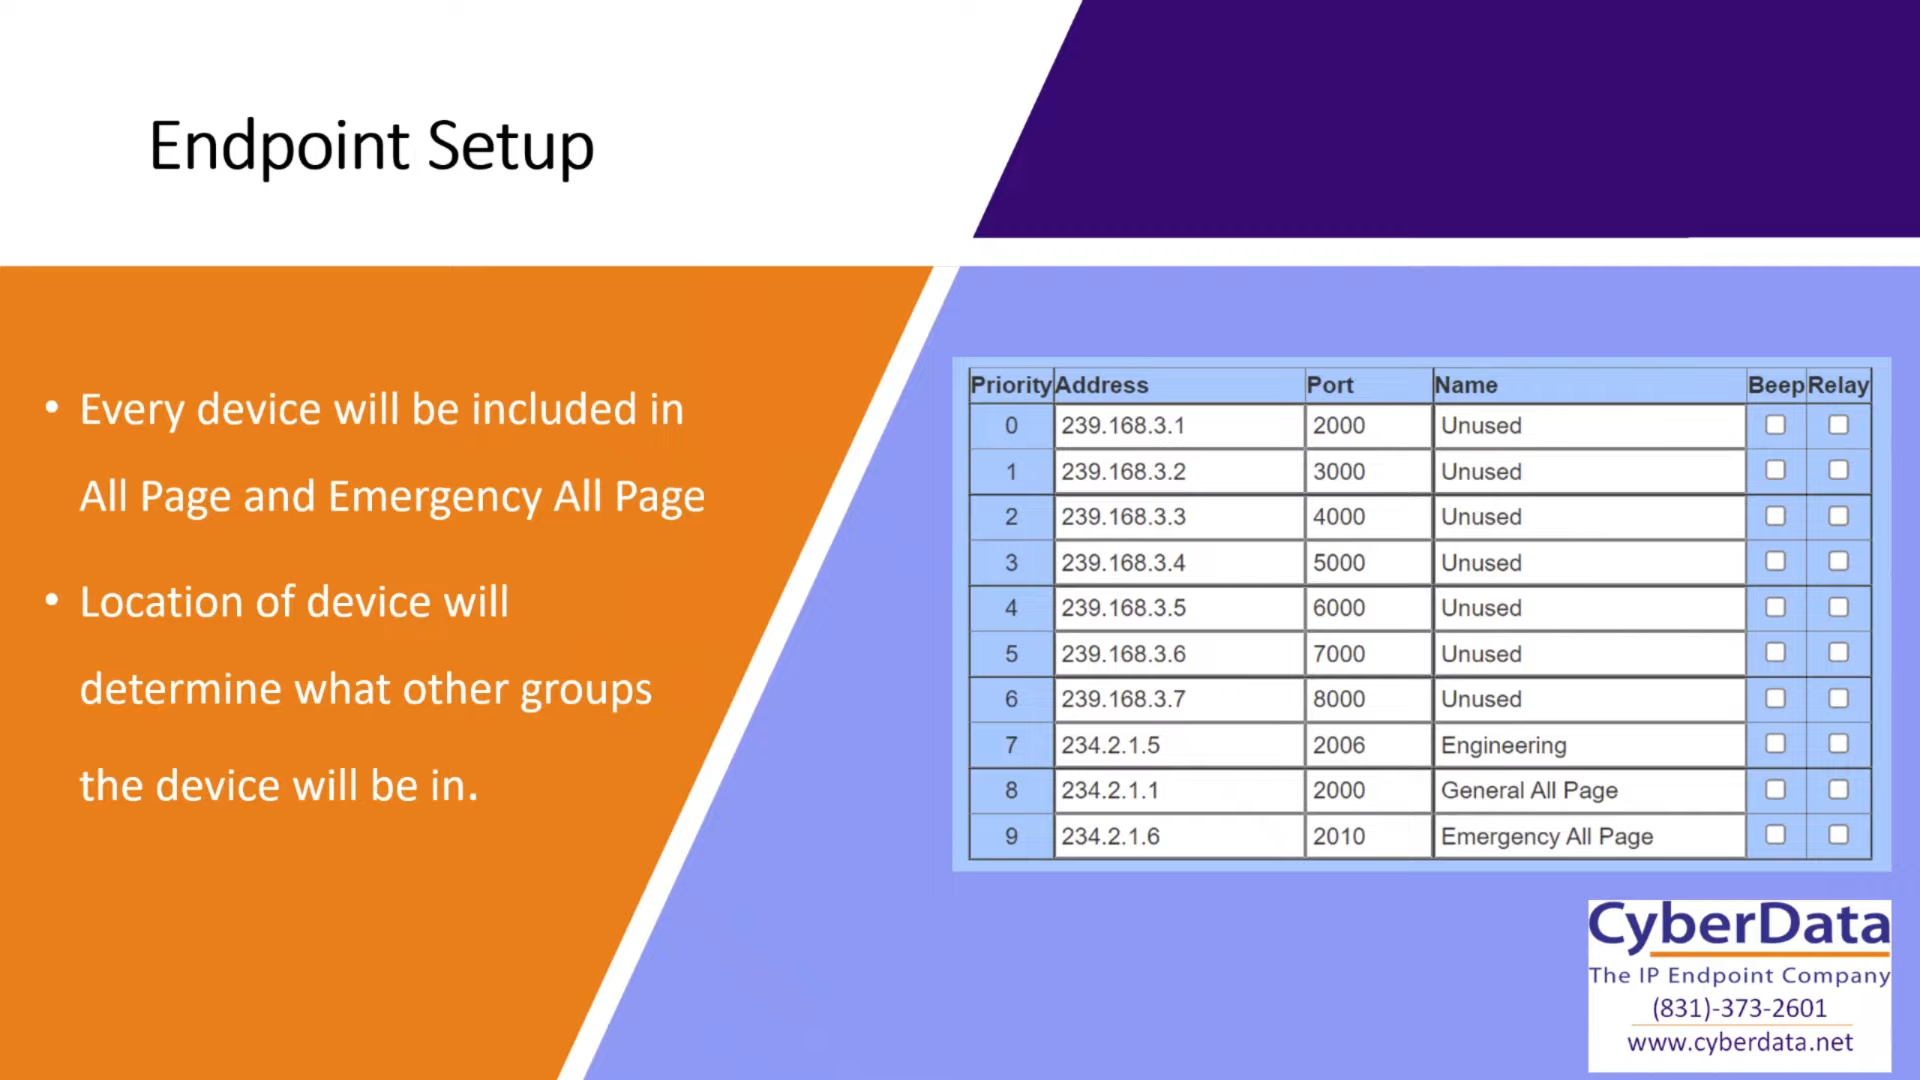 Endpoint Setup
• Every device will be included in
All Page and Emergency All Page
• Location of device will
determine what other groups
the device will be in.
Priority Address Port Name Beep Relay
0 239.168.3.1 2000 Unused
1 239.168.3.2 3000 Unused
2 239.168.3.3 4000 Unused
3 239.168.3.4 5000 Unused
4 239.168.3.5 6000 Unused
5 239.168.3.6 7000 Unused
6 239.168.3.7 8000 Unused
7 234.2.1.5 2006 Engineering
8 234.2.1.1 2000 General All Page
9 234.2.1.6 2010 Emergency All Page
CyberData
The IP Endpoint Company
(831)-373-2601
www.cyberdata.net